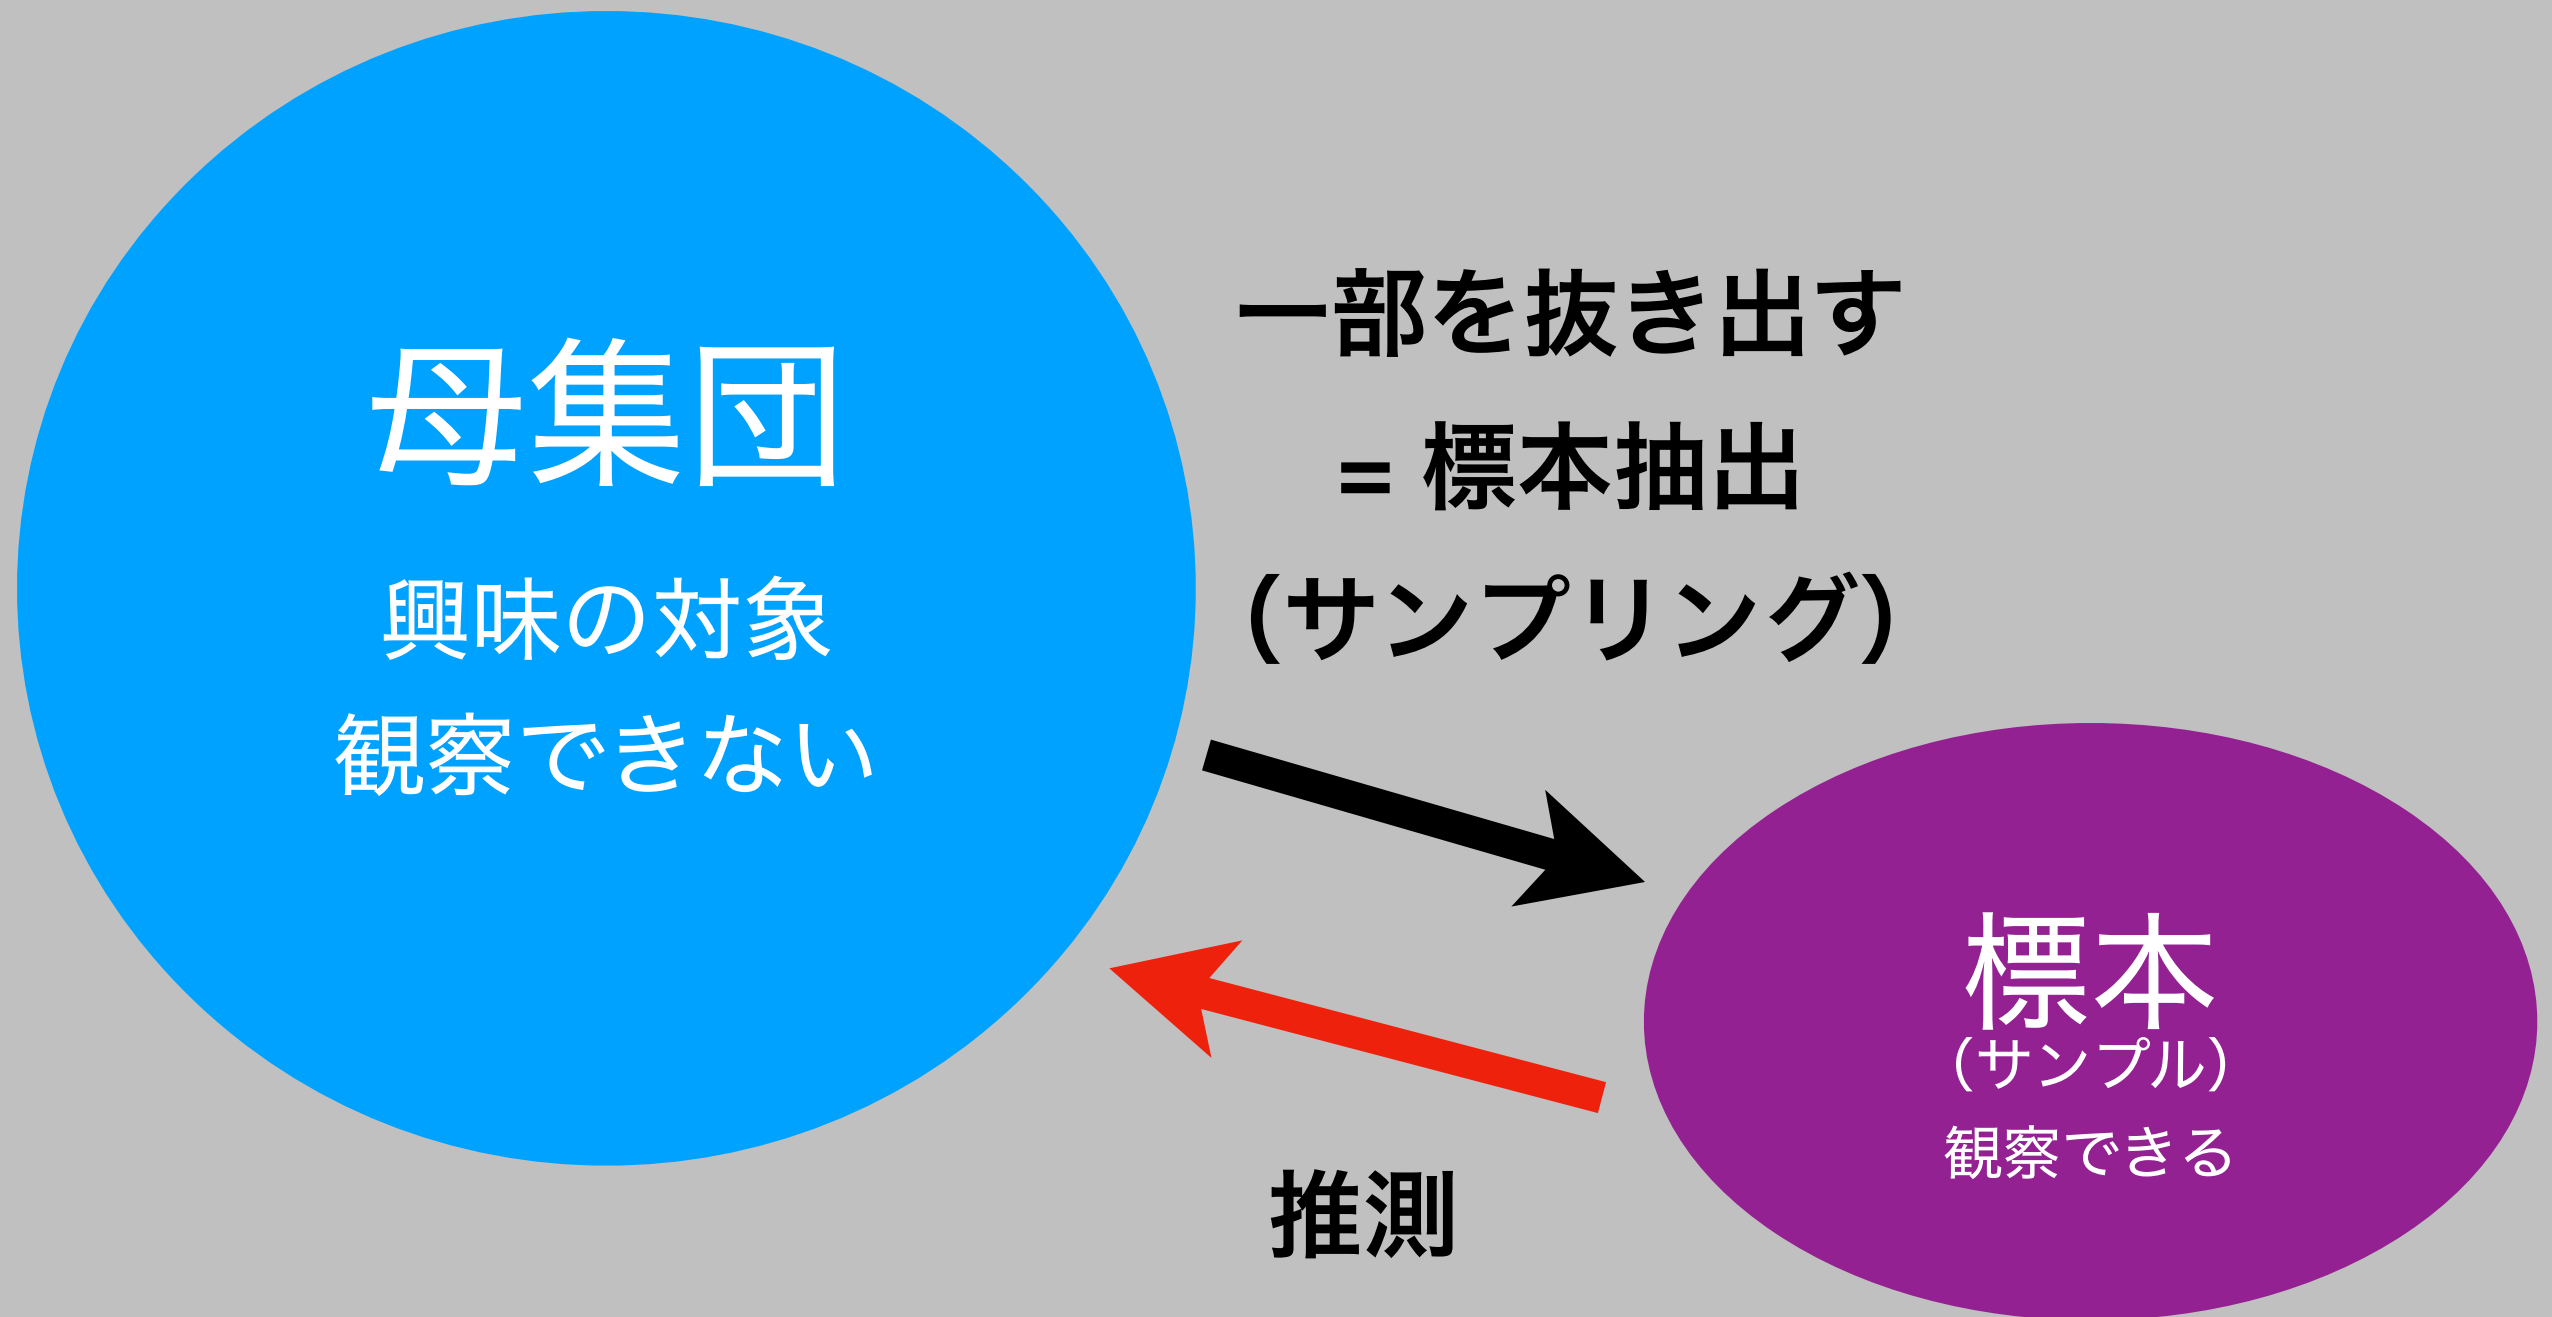 母集団
興味の対象
観察できない
一部を抜き出す
= 標本抽出
（サンプリング）
標本
（サンプル）
観察できる
推測